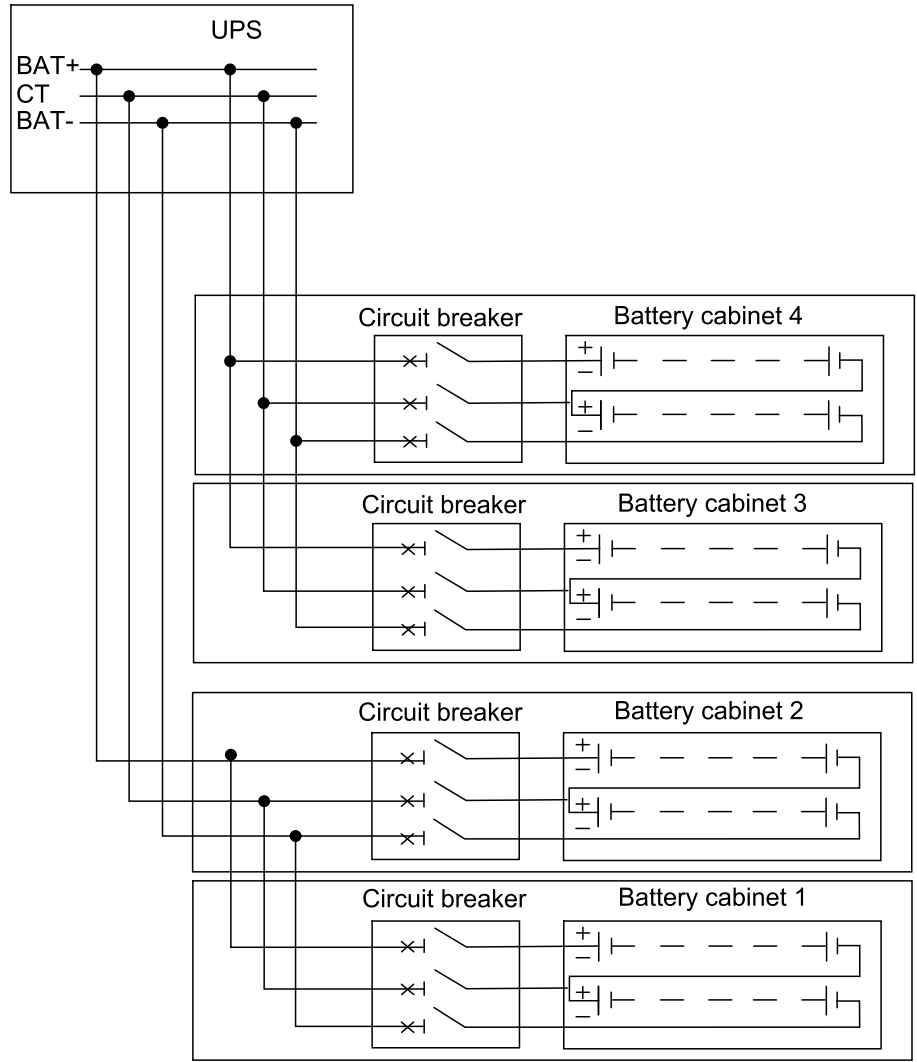 UPS
BAT+
CT
BAT-
Circuit breaker Battery cabinet 4
+
−
+
−
Circuit breaker Battery cabinet 3
+
−
+
−
Circuit breaker Battery cabinet 2
+
−
+
−
Circuit breaker Battery cabinet 1
+
−
+
−